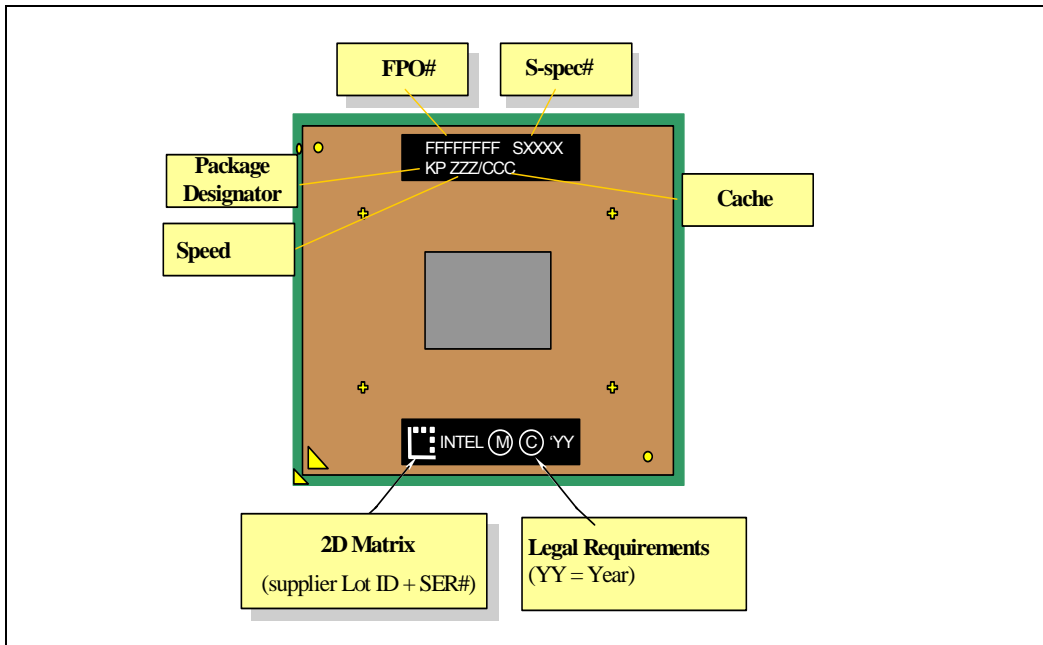 FPO#
S-spec#
FFFFFFFF SXXXX
KP ZZZ/CCC
Package
Designator
Cache
Speed
INTEL M C 'YY
2D Matrix
(supplier Lot ID + SER#)
Legal Requirements
(YY = Year)